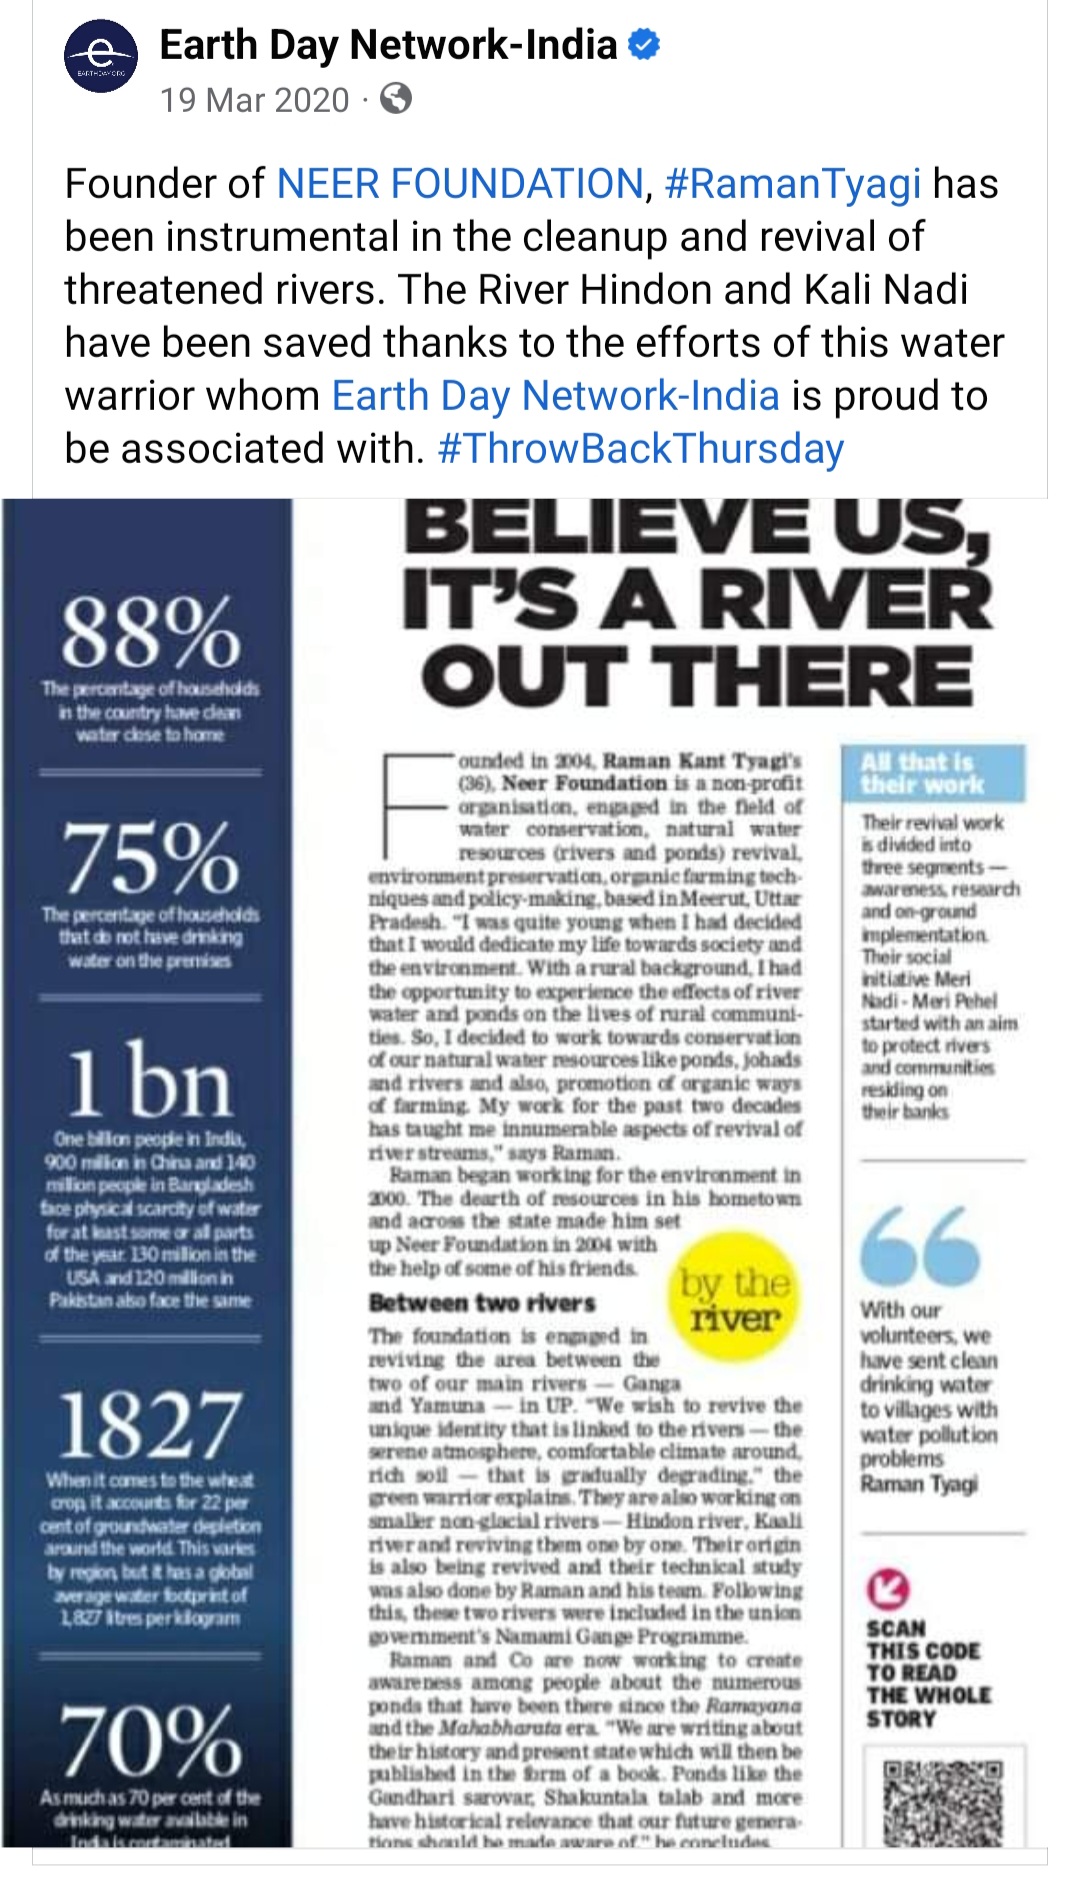 Earth Day Network-India
EARTHDAY.ORG
19 Mar 2020 ·
Founder of NEER FOUNDATION, #RamanTyagi has
been instrumental in the cleanup and revival of
threatened rivers. The River Hindon and Kali Nadi
have been saved thanks to the efforts of this water
warrior whom Earth Day Network-India is proud to
be associated with. #ThrowBackThursday
88%
The percentage of households
in the country have clean
water close to home
75%
The percentage of households
that do not have drinking
water on the premises
1 bn
One billion people in India,
900 million in China and 140
million people in Bangladesh
face physical scarcity of water
for at least some or all parts
of the year. 130 million in the
USA and 120 million in
Pakistan also face the same
1827
When it comes to the wheat
crop, it accounts for 22 per
cent of groundwater depletion
around the world. This varies
by region, but it has a global
average water footprint of
1,827 litres per kilogram
70%
As much as 70 per cent of the
drinking water available in
India is contaminated
BELIEVE US,
IT'S A RIVER
OUT THERE
Founded in 2004, Raman Kant Tyagi's
(36), Neer Foundation is a non-profit
organisation, engaged in the field of
water conservation, natural water
resources (rivers and ponds) revival,
environment preservation, organic farming tech-
niques and policy-making, based in Meerut, Uttar
Pradesh. "I was quite young when I had decided
that I would dedicate my life towards society and
the environment. With a rural background, I had
the opportunity to experience the effects of river
water and ponds on the lives of rural communi-
ties. So, I decided to work towards conservation
of our natural water resources like ponds, johads
and rivers and also, promotion of organic ways
of farming. My work for the past two decades
has taught me innumerable aspects of revival of
river streams," says Raman.
Raman began working for the environment in
2000. The dearth of resources in his hometown
and across the state made him set
up Neer Foundation in 2004 with
the help of some of his friends.
by the
river
Between two rivers
The foundation is engaged in
reviving the area between the
two of our main rivers — Ganga
and Yamuna — in UP. "We wish to revive the
unique identity that is linked to the rivers — the
serene atmosphere, comfortable climate around,
rich soil — that is gradually degrading," the
green warrior explains. They are also working on
smaller non-glacial rivers — Hindon river, Kaali
river and reviving them one by one. Their origin
is also being revived and their technical study
was also done by Raman and his team. Following
this, these two rivers were included in the union
government's Namami Gange Programme.
Raman and Co are now working to create
awareness among people about the numerous
ponds that have been there since the Ramayana
and the Mahabharata era. "We are writing about
their history and present state which will then be
published in the form of a book. Ponds like the
Gandhari sarovar, Shakuntala talab and more
have historical relevance that our future genera-
tions should be made aware of," he concludes.
All that is
their work
Their revival work
is divided into
three segments —
awareness, research
and on-ground
implementation.
Their social
initiative Meri
Nadi - Meri Pehel
started with an aim
to protect rivers
and communities
residing on
their banks
With our
volunteers, we
have sent clean
drinking water
to villages with
water pollution
problems
Raman Tyagi
SCAN
THIS CODE
TO READ
THE WHOLE
STORY